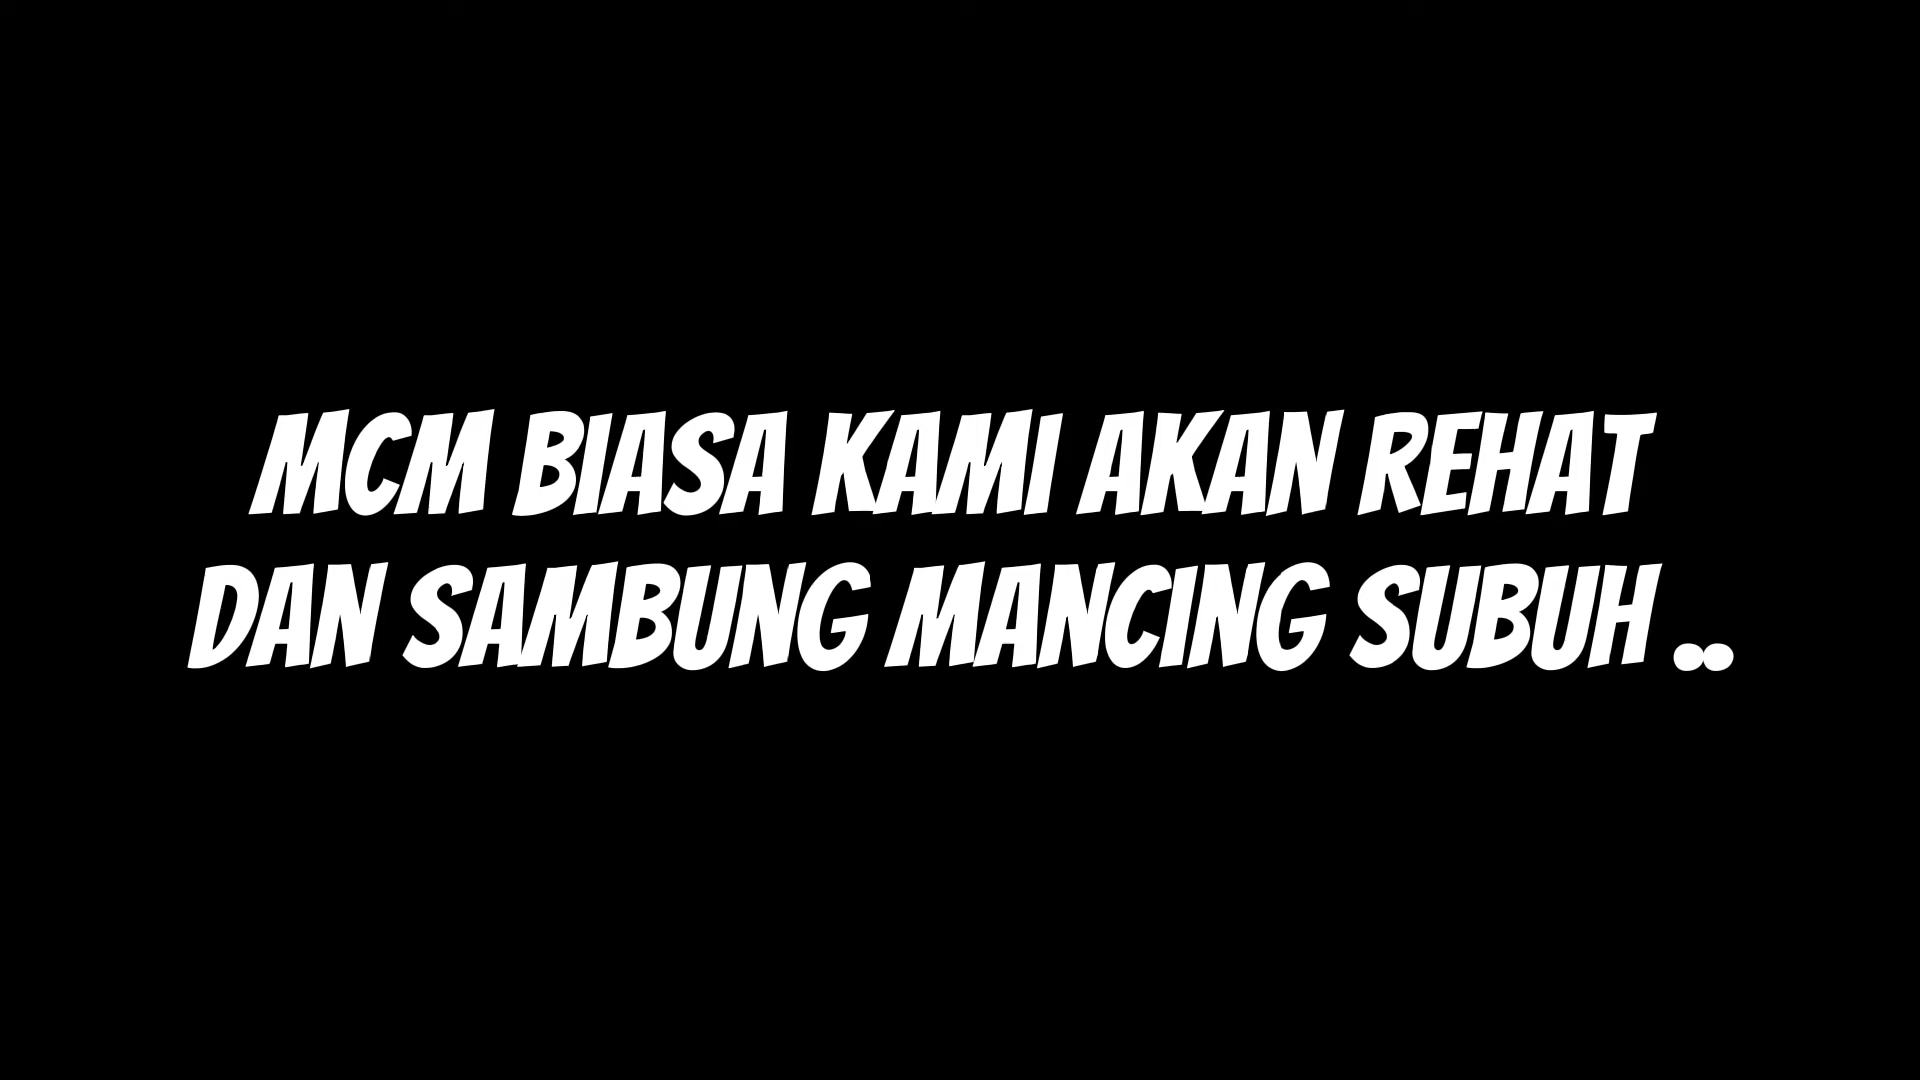 MCM BIASA KAMI AKAN REHAT
DAN SAMBUNG MANCING SUBUH ..